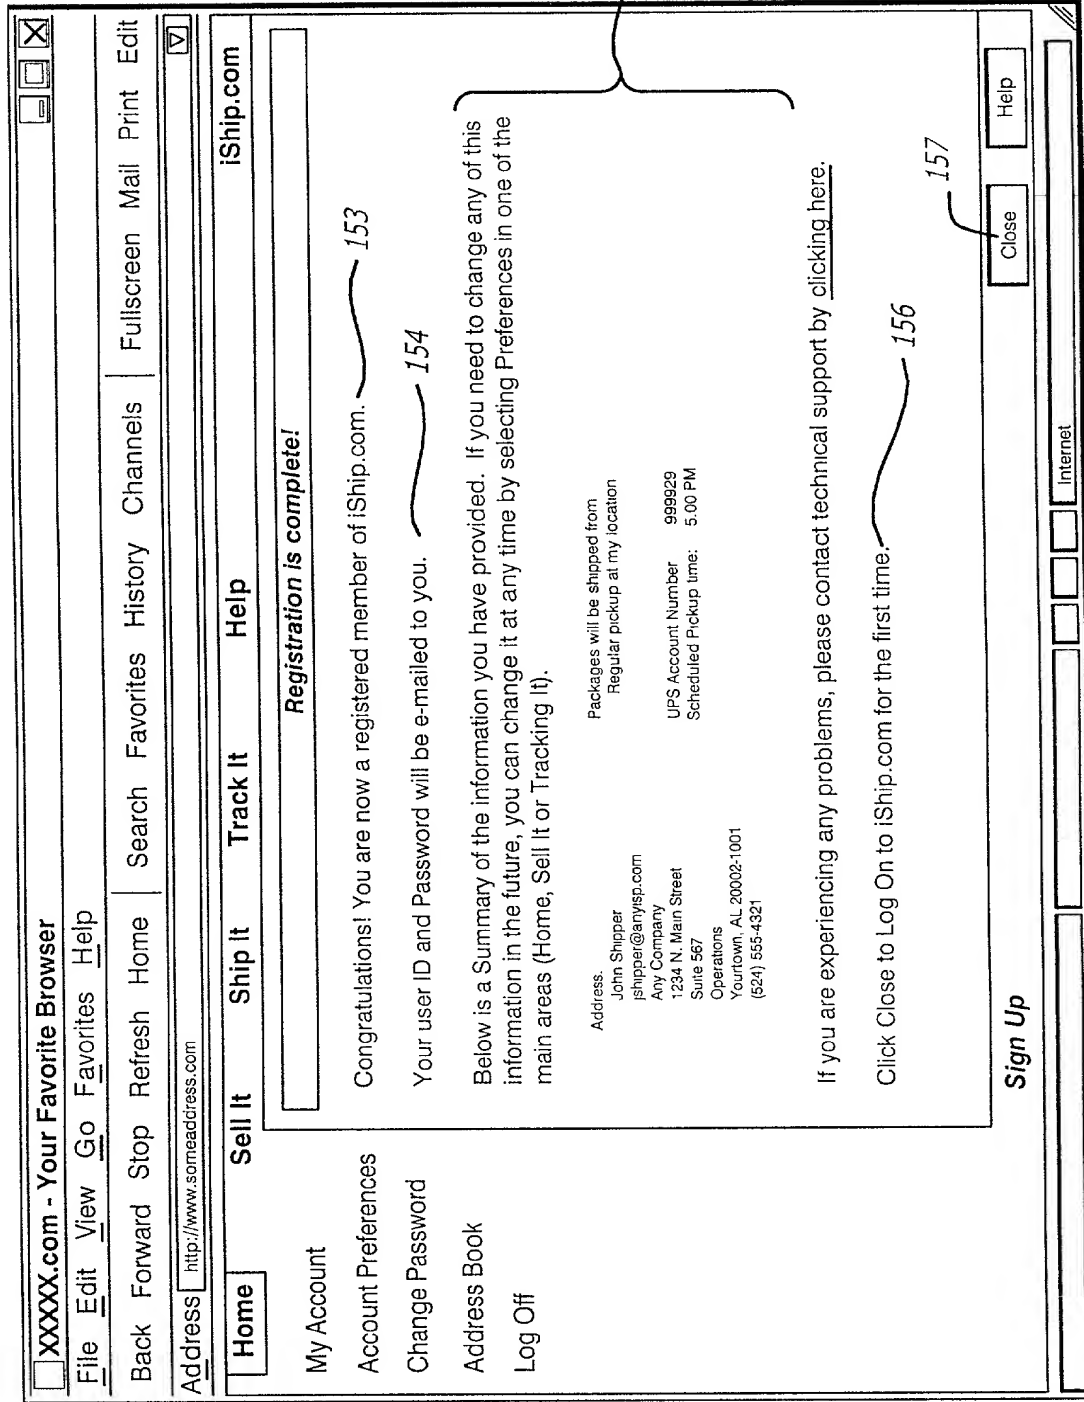 XXXXX.com - Your Favorite Browser
File Edit View Go Favorites Help
Back Forward Stop Refresh Home Search Favorites History Channels Fullscreen Mail Print Edit
Address http://www.someaddress.com
Home Sell It Ship It Track It Help iShip.com
My Account
Account Preferences
Change Password
Address Book
Log Off
Registration is complete!
Congratulations! You are now a registered member of iShip.com. 153
Your user ID and Password will be e-mailed to you. 154
Below is a Summary of the information you have provided. If you need to change any of this
information in the future, you can change it at any time by selecting Preferences in one of the
main areas (Home, Sell It or Tracking It).
Address.
John Shipper
jshipper@anyisp.com
Any Company
1234 N. Main Street
Suite 567
Operations
Yourtown, AL 20002-1001
(524) 555-4321
Packages will be shipped from
Regular pickup at my location
UPS Account Number 999929
Scheduled Pickup time: 5.00 PM
If you are experiencing any problems, please contact technical support by clicking here.
Click Close to Log On to iShip.com for the first time. 156
157
Sign Up Close Help
Internet